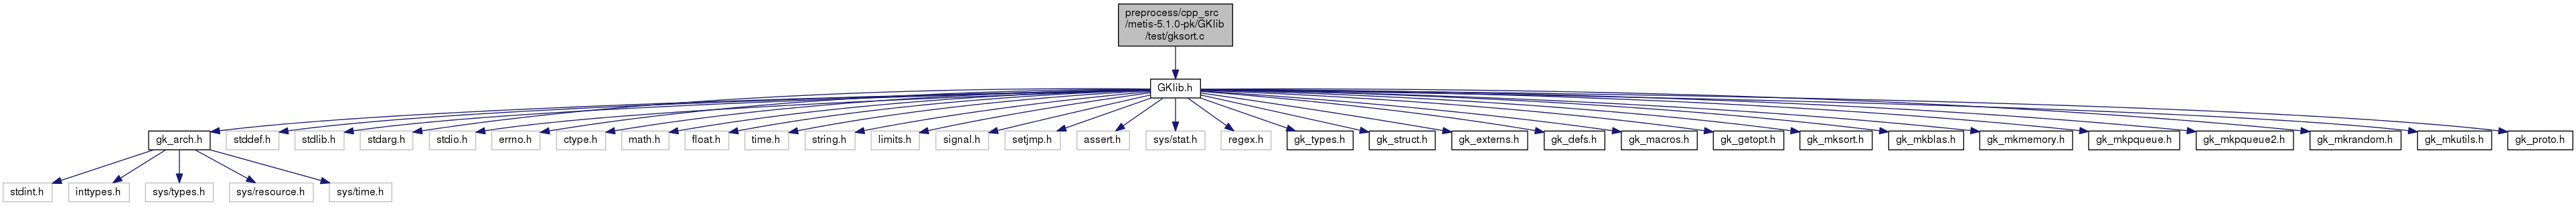 preprocess/cpp_src
/metis-5.1.0-pk/GKlib
/test/gksort.c
GKlib.h
gk_arch.h
stddef.h
stdlib.h
stdarg.h
stdio.h
errno.h
ctype.h
math.h
float.h
time.h
string.h
limits.h
signal.h
setjmp.h
assert.h
sys/stat.h
regex.h
gk_types.h
gk_struct.h
gk_externs.h
gk_defs.h
gk_macros.h
gk_getopt.h
gk_mksort.h
gk_mkblas.h
gk_mkmemory.h
gk_mkpqueue.h
gk_mkpqueue2.h
gk_mkrandom.h
gk_mkutils.h
gk_proto.h
stdint.h
inttypes.h
sys/types.h
sys/resource.h
sys/time.h